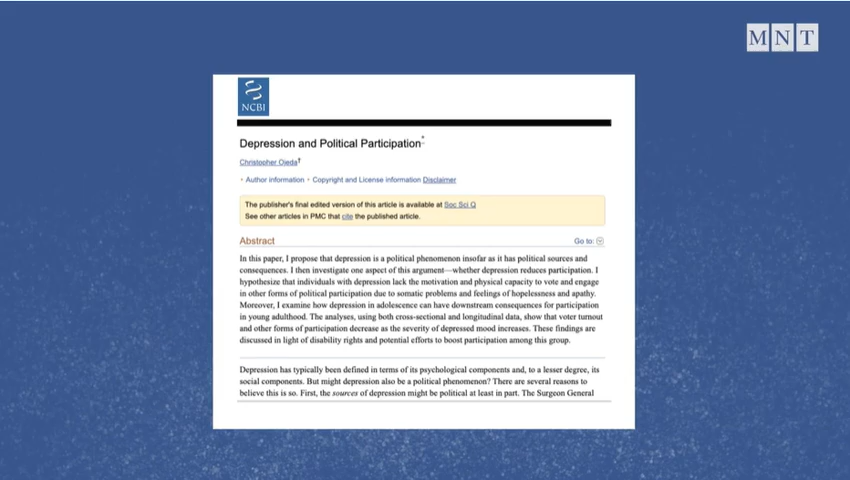 MNT
NCBI
Depression and Political Participation*
Christopher Ojeda†
• Author information • Copyright and License information Disclaimer
The publisher's final edited version of this article is available at Soc Sci Q
See other articles in PMC that cite the published article.
Abstract
Go to:
In this paper, I propose that depression is a political phenomenon insofar as it has political sources and
consequences. I then investigate one aspect of this argument—whether depression reduces participation. I
hypothesize that individuals with depression lack the motivation and physical capacity to vote and engage
in other forms of political participation due to somatic problems and feelings of hopelessness and apathy.
Moreover, I examine how depression in adolescence can have downstream consequences for participation
in young adulthood. The analyses, using both cross-sectional and longitudinal data, show that voter turnout
and other forms of participation decrease as the severity of depressed mood increases. These findings are
discussed in light of disability rights and potential efforts to boost participation among this group.
Depression has typically been defined in terms of its psychological components and, to a lesser degree, its
social components. But might depression also be a political phenomenon? There are several reasons to
believe this is so. First, the sources of depression might be political at least in part. The Surgeon General